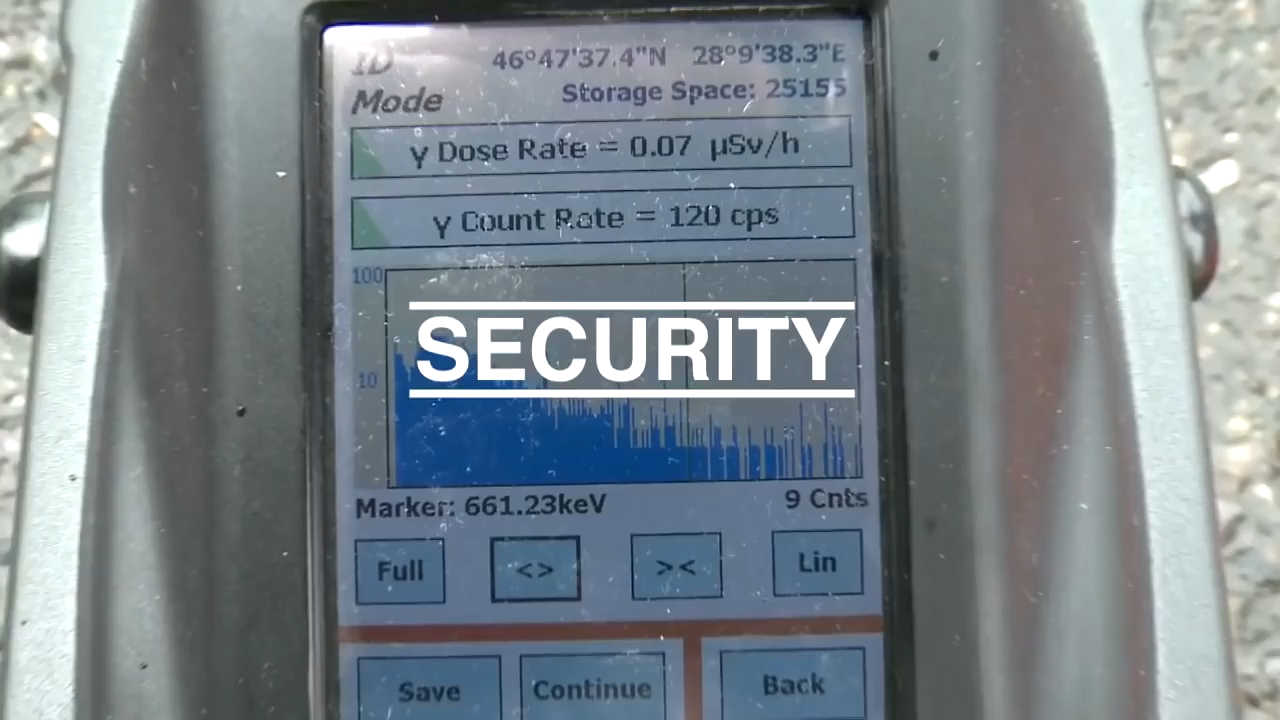 ID 46°47'37.4"N 28°9'38.3"E
Mode Storage Space: 25155
γ Dose Rate = 0.07 µSv/h
γ Count Rate = 120 cps
100
SECURITY
10
Marker: 661.23keV 9 Cnts
Full <> >< Lin
Save Continue Back